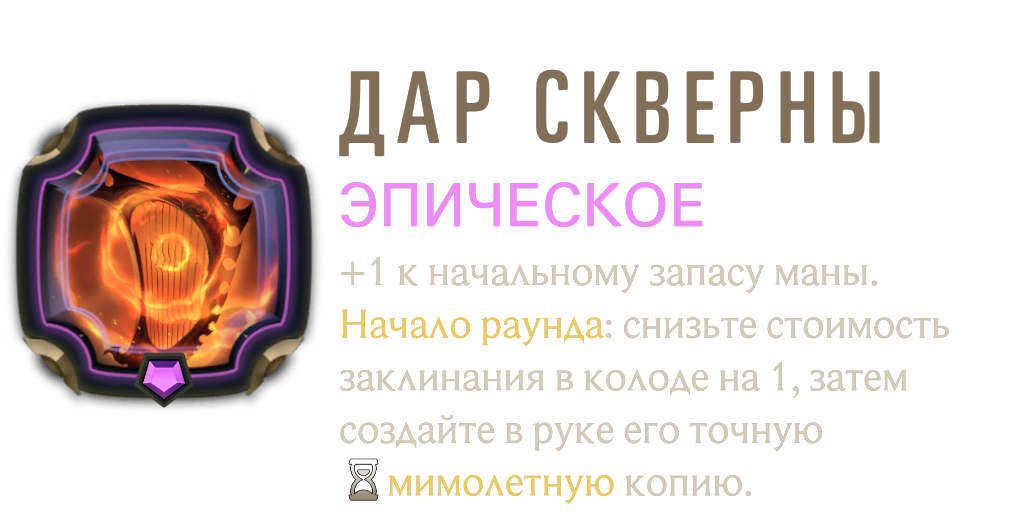 ДАР СКВЕРНЫ
ЭПИЧЕСКОЕ
+1 к начальному запасу маны.
Начало раунда: снизьте стоимость
заклинания в колоде на 1, затем
создайте в руке его точную
мимолетную копию.